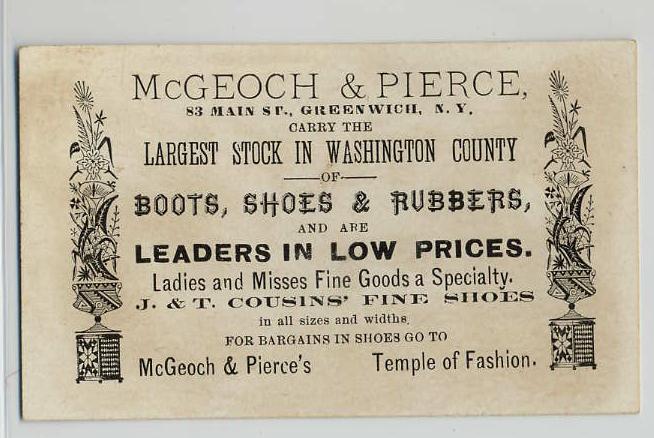 McGEOCH & PIERCE,
83 MAIN ST., GREENWICH, N. Y.
CARRY THE
LARGEST STOCK IN WASHINGTON COUNTY
OF
BOOTS, SHOES & RUBBERS,
AND ARE
LEADERS IN LOW PRICES.
Ladies and Misses Fine Goods a Specialty.
J. & T. COUSINS' FINE SHOES
in all sizes and widths.
FOR BARGAINS IN SHOES GO TO
McGeoch & Pierce's Temple of Fashion.